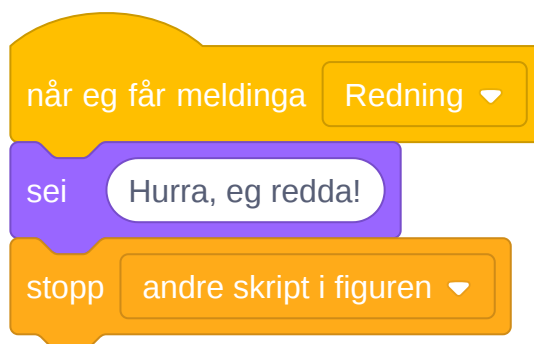 når eg får meldinga Redning
sei Hurra, eg redda!
stopp andre skript i figuren